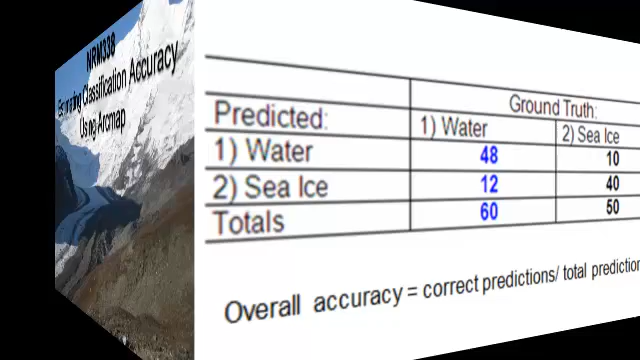 NRM338
Estimating Classification Accuracy
Using Arcmap
Ground Truth:
Predicted: 1) Water 2) Sea Ice
1) Water 48 10
2) Sea Ice 12 40
Totals 60 50
Overall accuracy = correct predictions/ total